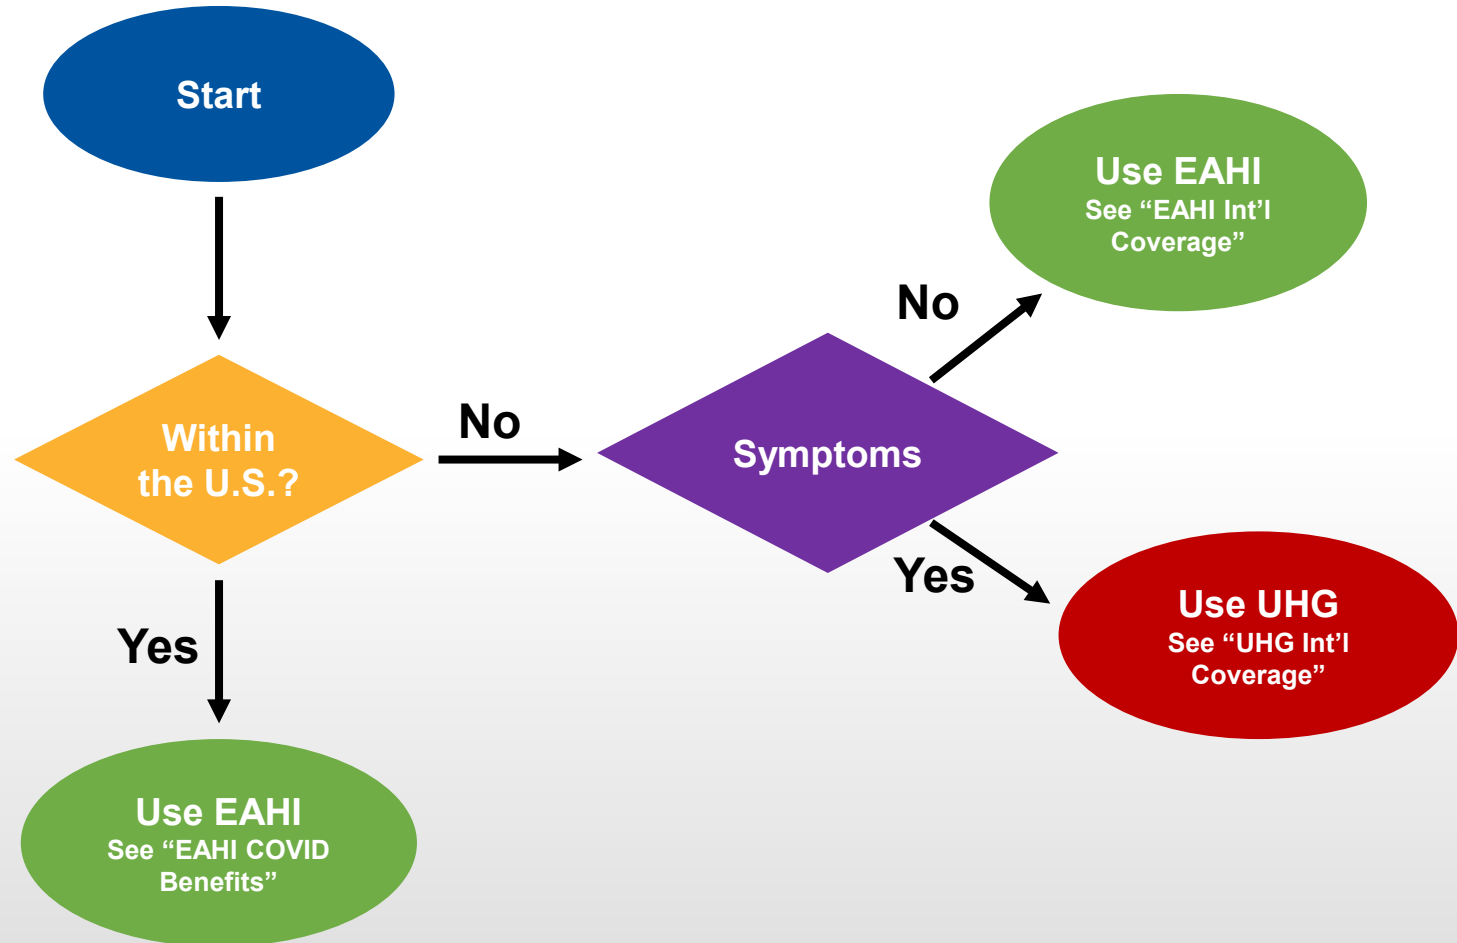 Start
Within
the U.S.?
No
Symptoms
No
Use EAHI
See “EAHI Int’l
Coverage”
Yes
Use UHG
See “UHG Int’l
Coverage”
Yes
Use EAHI
See “EAHI COVID
Benefits”